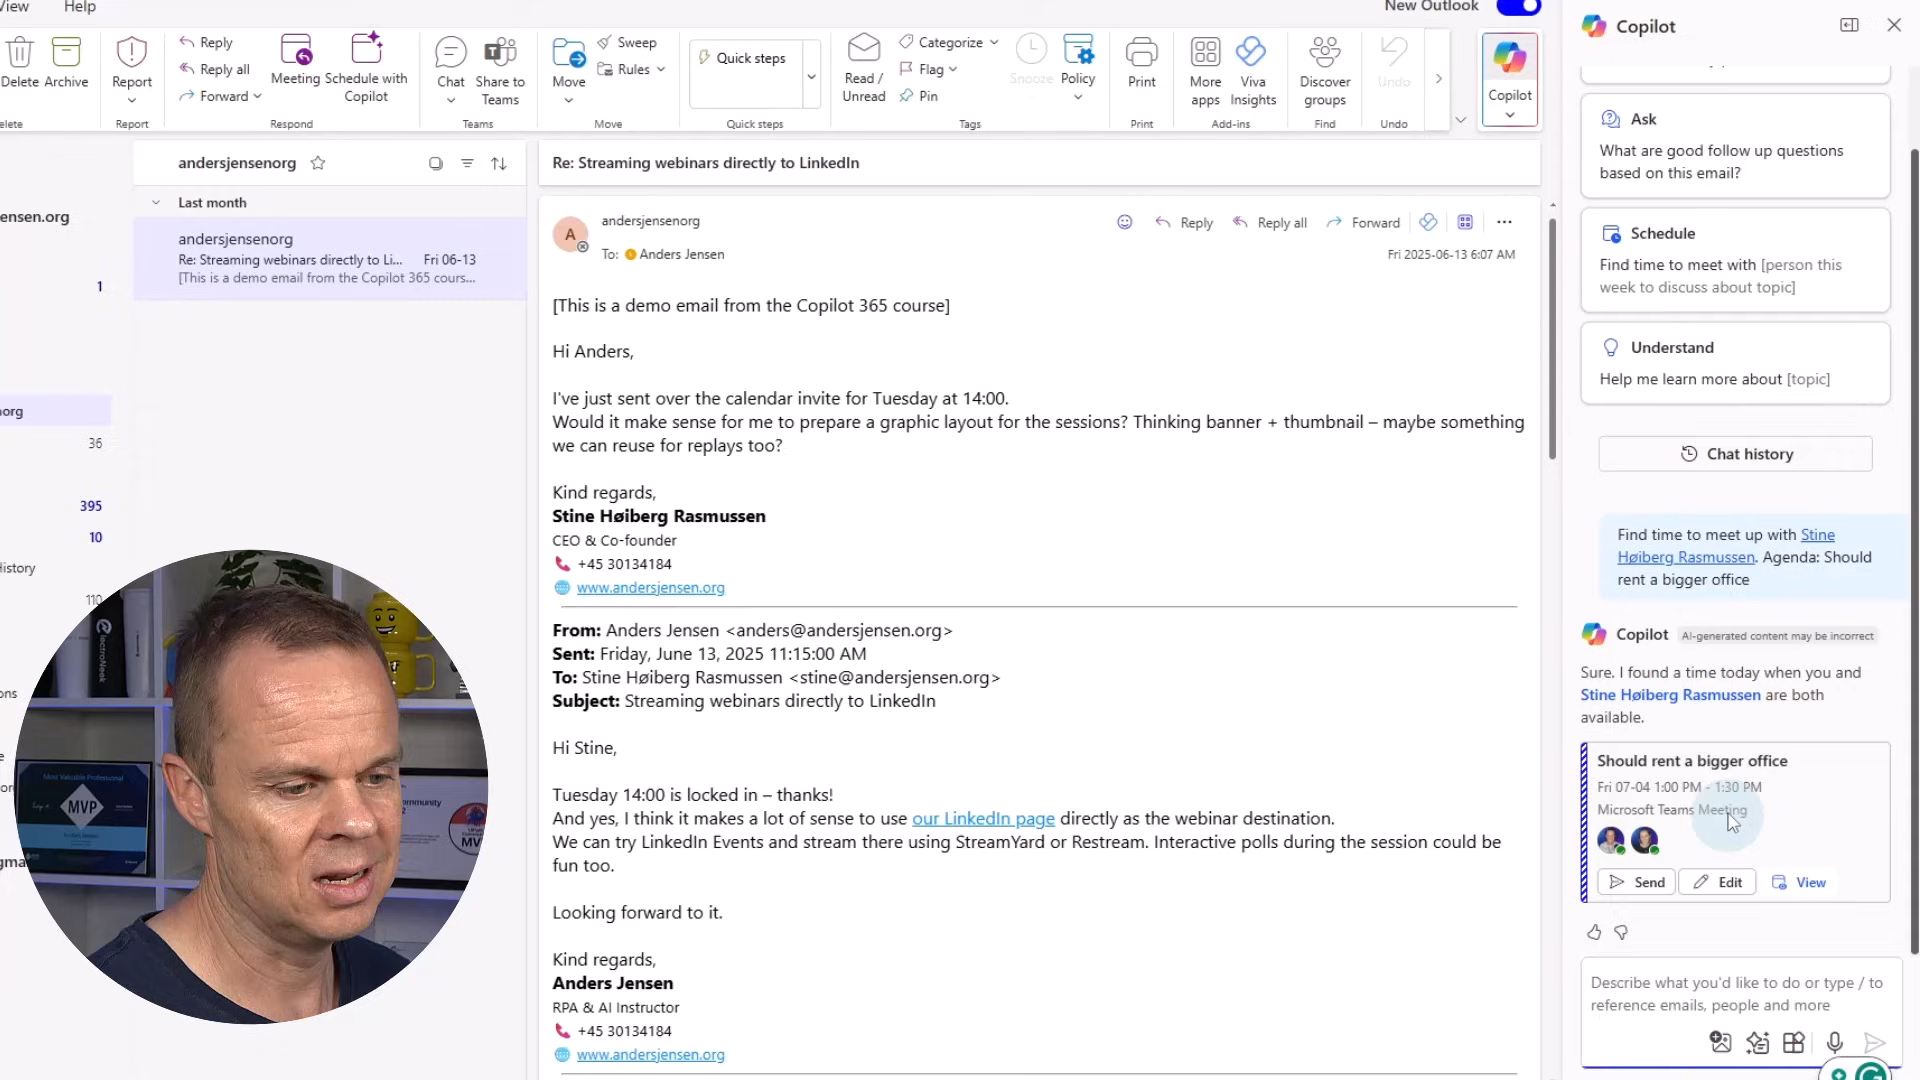 View
Help
New Outlook
Delete
Archive
elete
Report
Report
Reply
Reply all
Forward
Meeting
Schedule with
Copilot
Respond
Chat
Share to
Teams
Teams
Move
Sweep
Rules
Move
Quick steps
Quick steps
Read /
Unread
Categorize
Flag
Pin
Snooze
Policy
Tags
Print
Print
More
apps
Viva
Insights
Add-ins
Discover
groups
Find
Undo
Undo
Copilot
ensen.org
1
org
36
395
10
History
110
andersjensenorg
Last month
andersjensenorg
Re: Streaming webinars directly to Li... Fri 06-13
[This is a demo email from the Copilot 365 cours...
Re: Streaming webinars directly to LinkedIn
A
andersjensenorg
To: Anders Jensen
Reply
Reply all
Forward
Fri 2025-06-13 6:07 AM
[This is a demo email from the Copilot 365 course]
Hi Anders,
I've just sent over the calendar invite for Tuesday at 14:00.
Would it make sense for me to prepare a graphic layout for the sessions? Thinking banner + thumbnail – maybe something
we can reuse for replays too?
Kind regards,
Stine Høiberg Rasmussen
CEO & Co-founder
+45 30134184
www.andersjensen.org
From: Anders Jensen <anders@andersjensen.org>
Sent: Friday, June 13, 2025 11:15:00 AM
To: Stine Høiberg Rasmussen <stine@andersjensen.org>
Subject: Streaming webinars directly to LinkedIn
Hi Stine,
Tuesday 14:00 is locked in – thanks!
And yes, I think it makes a lot of sense to use our LinkedIn page directly as the webinar destination.
We can try LinkedIn Events and stream there using StreamYard or Restream. Interactive polls during the session could be
fun too.
Looking forward to it.
Kind regards,
Anders Jensen
RPA & AI Instructor
+45 30134184
www.andersjensen.org
Copilot
Ask
What are good follow up questions
based on this email?
Schedule
Find time to meet with [person this
week to discuss about topic]
Understand
Help me learn more about [topic]
Chat history
Find time to meet up with Stine
Høiberg Rasmussen. Agenda: Should
rent a bigger office
Copilot AI-generated content may be incorrect
Sure. I found a time today when you and
Stine Høiberg Rasmussen are both
available.
Should rent a bigger office
Fri 07-04 1:00 PM - 1:30 PM
Microsoft Teams Meeting
Send
Edit
View
Describe what you'd like to do or type / to
reference emails, people and more
Most Valuable Professional
MVP